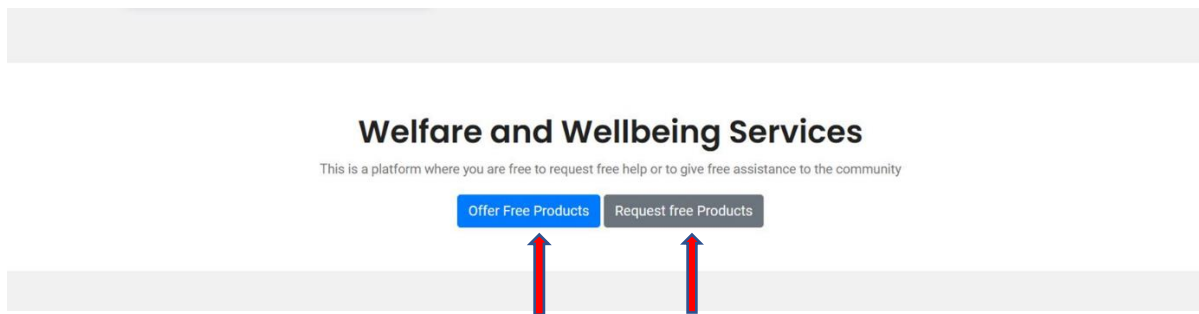 Welfare and Wellbeing Services
This is a platform where you are free to request free help or to give free assistance to the community
Offer Free Products
Request free Products